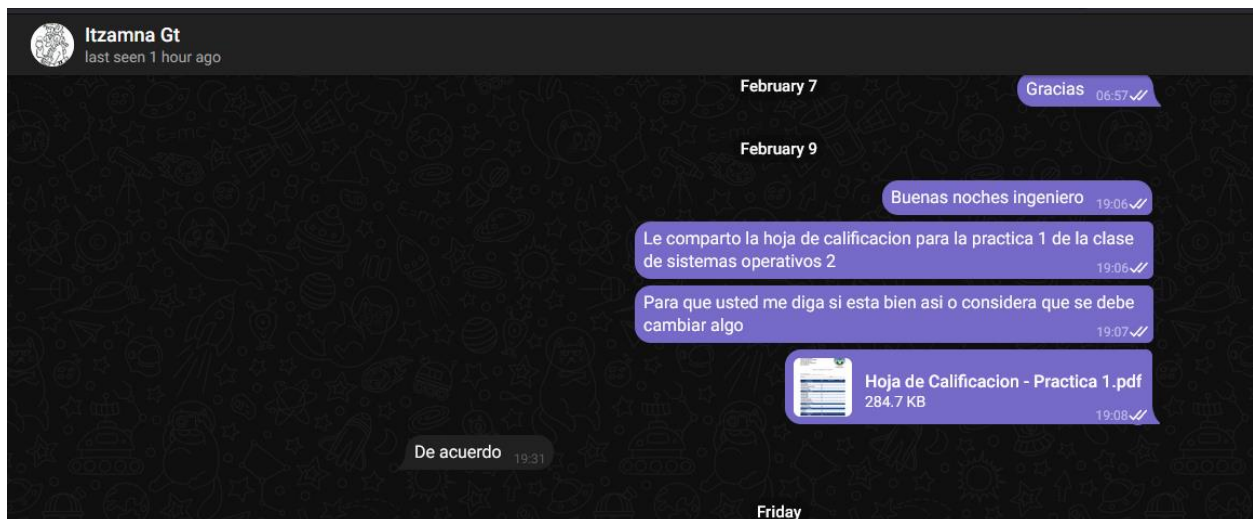 Itzamna Gt
last seen 1 hour ago
February 7
Gracias 06:57
February 9
Buenas noches ingeniero 19:06
Le comparto la hoja de calificacion para la practica 1 de la clase
de sistemas operativos 2
19:06
Para que usted me diga si esta bien asi o considera que se debe
cambiar algo
19:07
Hoja de Calificacion - Practica 1.pdf
284.7 KB
19:08
De acuerdo 19:31
Friday